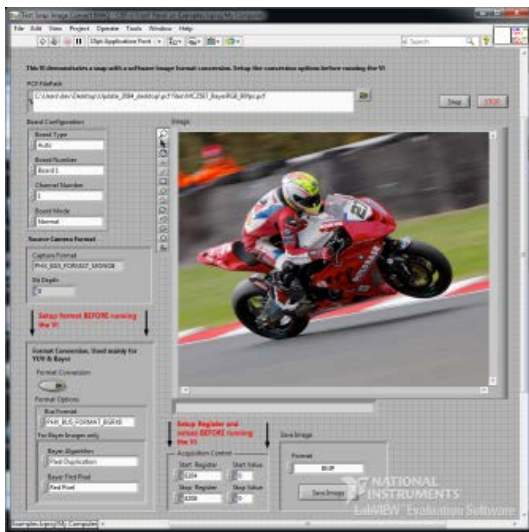 File Edit View Project Operate Tools Window Help
15pt Application Font
Search
This VI demonstrates a snap with a software image format conversion. Setup the conversion options before running the VI
PCF FilePath
Snap
STOP
Board Configuration
Board Type
Auto
Board Number
Board 1
Channel Number
1
Board Mode
Normal
Image
Source Camera Format
Capture Format
PHX_BUS_FORMAT_MONO8
Bit Depth
Setup format BEFORE running
the VI
Format Conversion, Used mainly for
YUV & Bayer
Format Conversion
Format Options
Bus Format
PHX_BUS_FORMAT_BGRX8
For Bayer Images only
Bayer Algorithm
Pixel Duplication
Bayer First Pixel
Red Pixel
Setup Register and
values BEFORE running
the VI
Acquisition Control
Start Register
Start Value
Stop Register
Stop Value
Save Image
Format
BMP
Save Image
NATIONAL
INSTRUMENTS
LabVIEW Evaluation Software